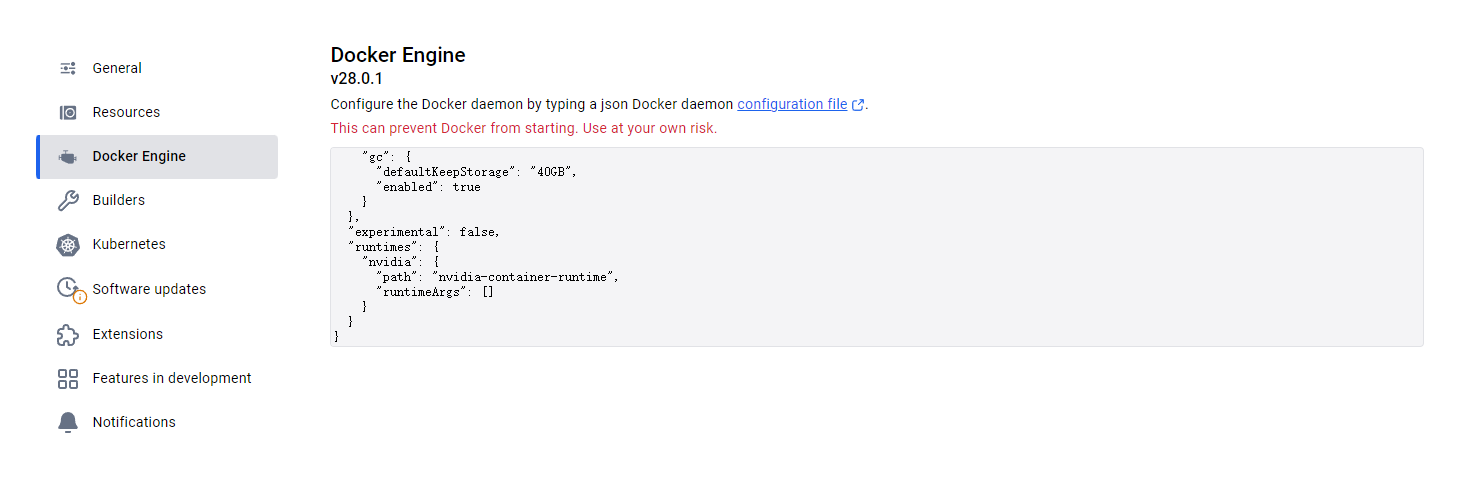 General
Resources
Docker Engine
Builders
Kubernetes
Software updates
Extensions
Features in development
Notifications
Docker Engine
v28.0.1
Configure the Docker daemon by typing a json Docker daemon configuration file.
This can prevent Docker from starting. Use at your own risk.
    "gc": {
      "defaultKeepStorage": "40GB",
      "enabled": true
    }
  },
  "experimental": false,
  "runtimes": {
    "nvidia": {
      "path": "nvidia-container-runtime",
      "runtimeArgs": []
    }
  }
}